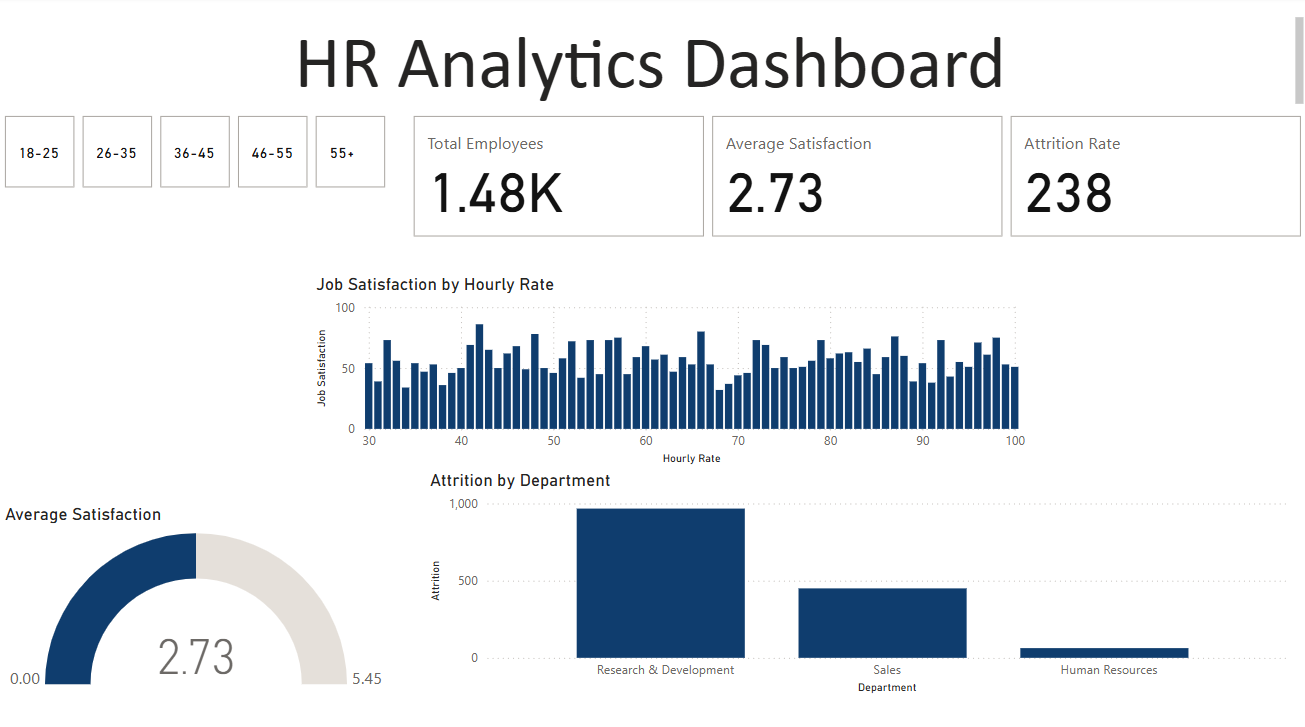 HR Analytics Dashboard
18-25
26-35
36-45
46-55
55+
Total Employees
1.48K
Average Satisfaction
2.73
Attrition Rate
238
Job Satisfaction by Hourly Rate
Job Satisfaction
100
50
0
30 40 50 60 70 80 90 100
Hourly Rate
Attrition by Department
Attrition
1,000
500
0
Research & Development
Sales
Human Resources
Department
Average Satisfaction
2.73
0.00
5.45